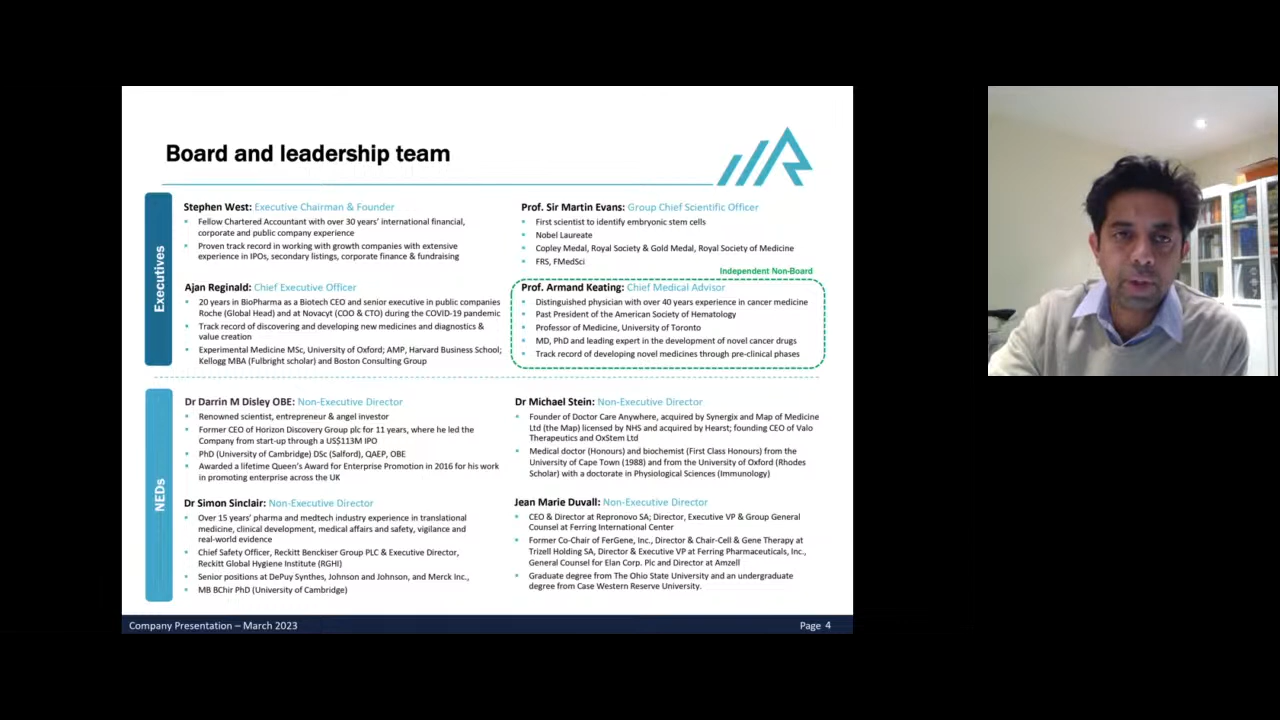 Board and leadership team
Executives
Stephen West: Executive Chairman & Founder
Fellow Chartered Accountant with over 30 years' international financial,
corporate and public company experience
Proven track record in working with growth companies with extensive
experience in IPOs, secondary listings, corporate finance & fundraising
Ajan Reginald: Chief Executive Officer
20 years in BioPharma as a Biotech CEO and senior executive in public companies
Roche (Global Head) and at Novacyt (COO & CTO) during the COVID-19 pandemic
Track record of discovering and developing new medicines and diagnostics &
value creation
Experimental Medicine MSc, University of Oxford; AMP, Harvard Business School;
Kellogg MBA (Fulbright scholar) and Boston Consulting Group
Prof. Sir Martin Evans: Group Chief Scientific Officer
First scientist to identify embryonic stem cells
Nobel Laureate
Copley Medal, Royal Society & Gold Medal, Royal Society of Medicine
FRS, FMedSci
Independent Non-Board
Prof. Armand Keating: Chief Medical Advisor
Distinguished physician with over 40 years experience in cancer medicine
Past President of the American Society of Hematology
Professor of Medicine, University of Toronto
MD, PhD and leading expert in the development of novel cancer drugs
Track record of developing novel medicines through pre-clinical phases
NEDs
Dr Darrin M Disley OBE: Non-Executive Director
Renowned scientist, entrepreneur & angel investor
Former CEO of Horizon Discovery Group plc for 11 years, where he led the
Company from start-up through a US$113M IPO
PhD (University of Cambridge) DSc (Salford), QAEP, OBE
Awarded a lifetime Queen's Award for Enterprise Promotion in 2016 for his work
in promoting enterprise across the UK
Dr Simon Sinclair: Non-Executive Director
Over 15 years' pharma and medtech industry experience in translational
medicine, clinical development, medical affairs and safety, vigilance and
real-world evidence
Chief Safety Officer, Reckitt Benckiser Group PLC & Executive Director,
Reckitt Global Hygiene Institute (RGHI)
Senior positions at DePuy Synthes, Johnson and Johnson, and Merck Inc.,
MB BChir PhD (University of Cambridge)
Dr Michael Stein: Non-Executive Director
Founder of Doctor Care Anywhere, acquired by Synergix and Map of Medicine
Ltd (the Map) licensed by NHS and acquired by Hearst; founding CEO of Valo
Therapeutics and OxStem Ltd
Medical doctor (Honours) and biochemist (First Class Honours) from the
University of Cape Town (1988) and from the University of Oxford (Rhodes
Scholar) with a doctorate in Physiological Sciences (Immunology)
Jean Marie Duvall: Non-Executive Director
CEO & Director at Repronovo SA; Director, Executive VP & Group General
Counsel at Ferring International Center
Former Co-Chair of FerGene, Inc., Director & Chair-Cell & Gene Therapy at
Trizell Holding SA, Director & Executive VP at Ferring Pharmaceuticals, Inc.,
General Counsel for Elan Corp. Plc and Director at Amzell
Graduate degree from The Ohio State University and an undergraduate
degree from Case Western Reserve University.
Company Presentation – March 2023
Page 4